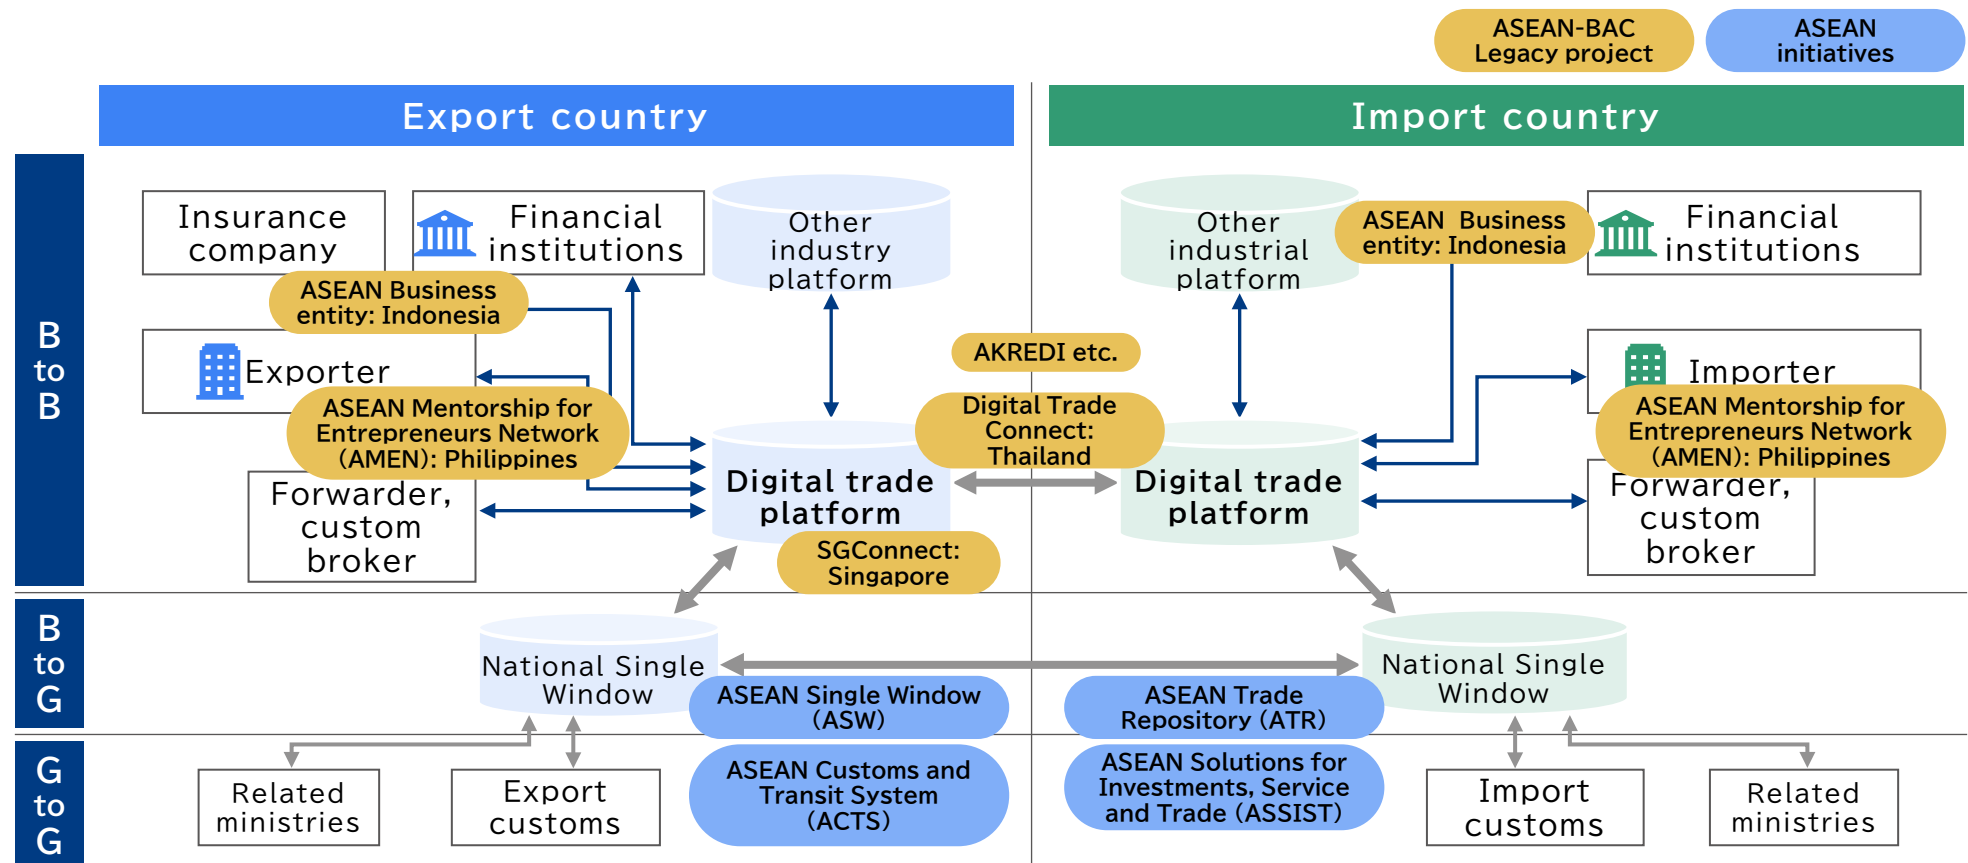 ASEAN-BAC
Legacy project
ASEAN
initiatives
Export country
Import country
B
to
B
Insurance
company
Financial
institutions
Other
industry
platform
Other
industrial
platform
ASEAN Business
entity: Indonesia
Financial
institutions
ASEAN Business
entity: Indonesia
Exporter
AKREDI etc.
Importer
ASEAN Mentorship for
Entrepreneurs Network
(AMEN): Philippines
Digital Trade
Connect:
Thailand
ASEAN Mentorship for
Entrepreneurs Network
(AMEN): Philippines
Forwarder,
custom
broker
Digital trade
platform
Digital trade
platform
Forwarder,
custom
broker
SGConnect:
Singapore
B
to
G
National Single
Window
National Single
Window
ASEAN Single Window
(ASW)
ASEAN Trade
Repository (ATR)
G
to
G
Related
ministries
Export
customs
ASEAN Customs and
Transit System
(ACTS)
ASEAN Solutions for
Investments, Service
and Trade (ASSIST)
Import
customs
Related
ministries